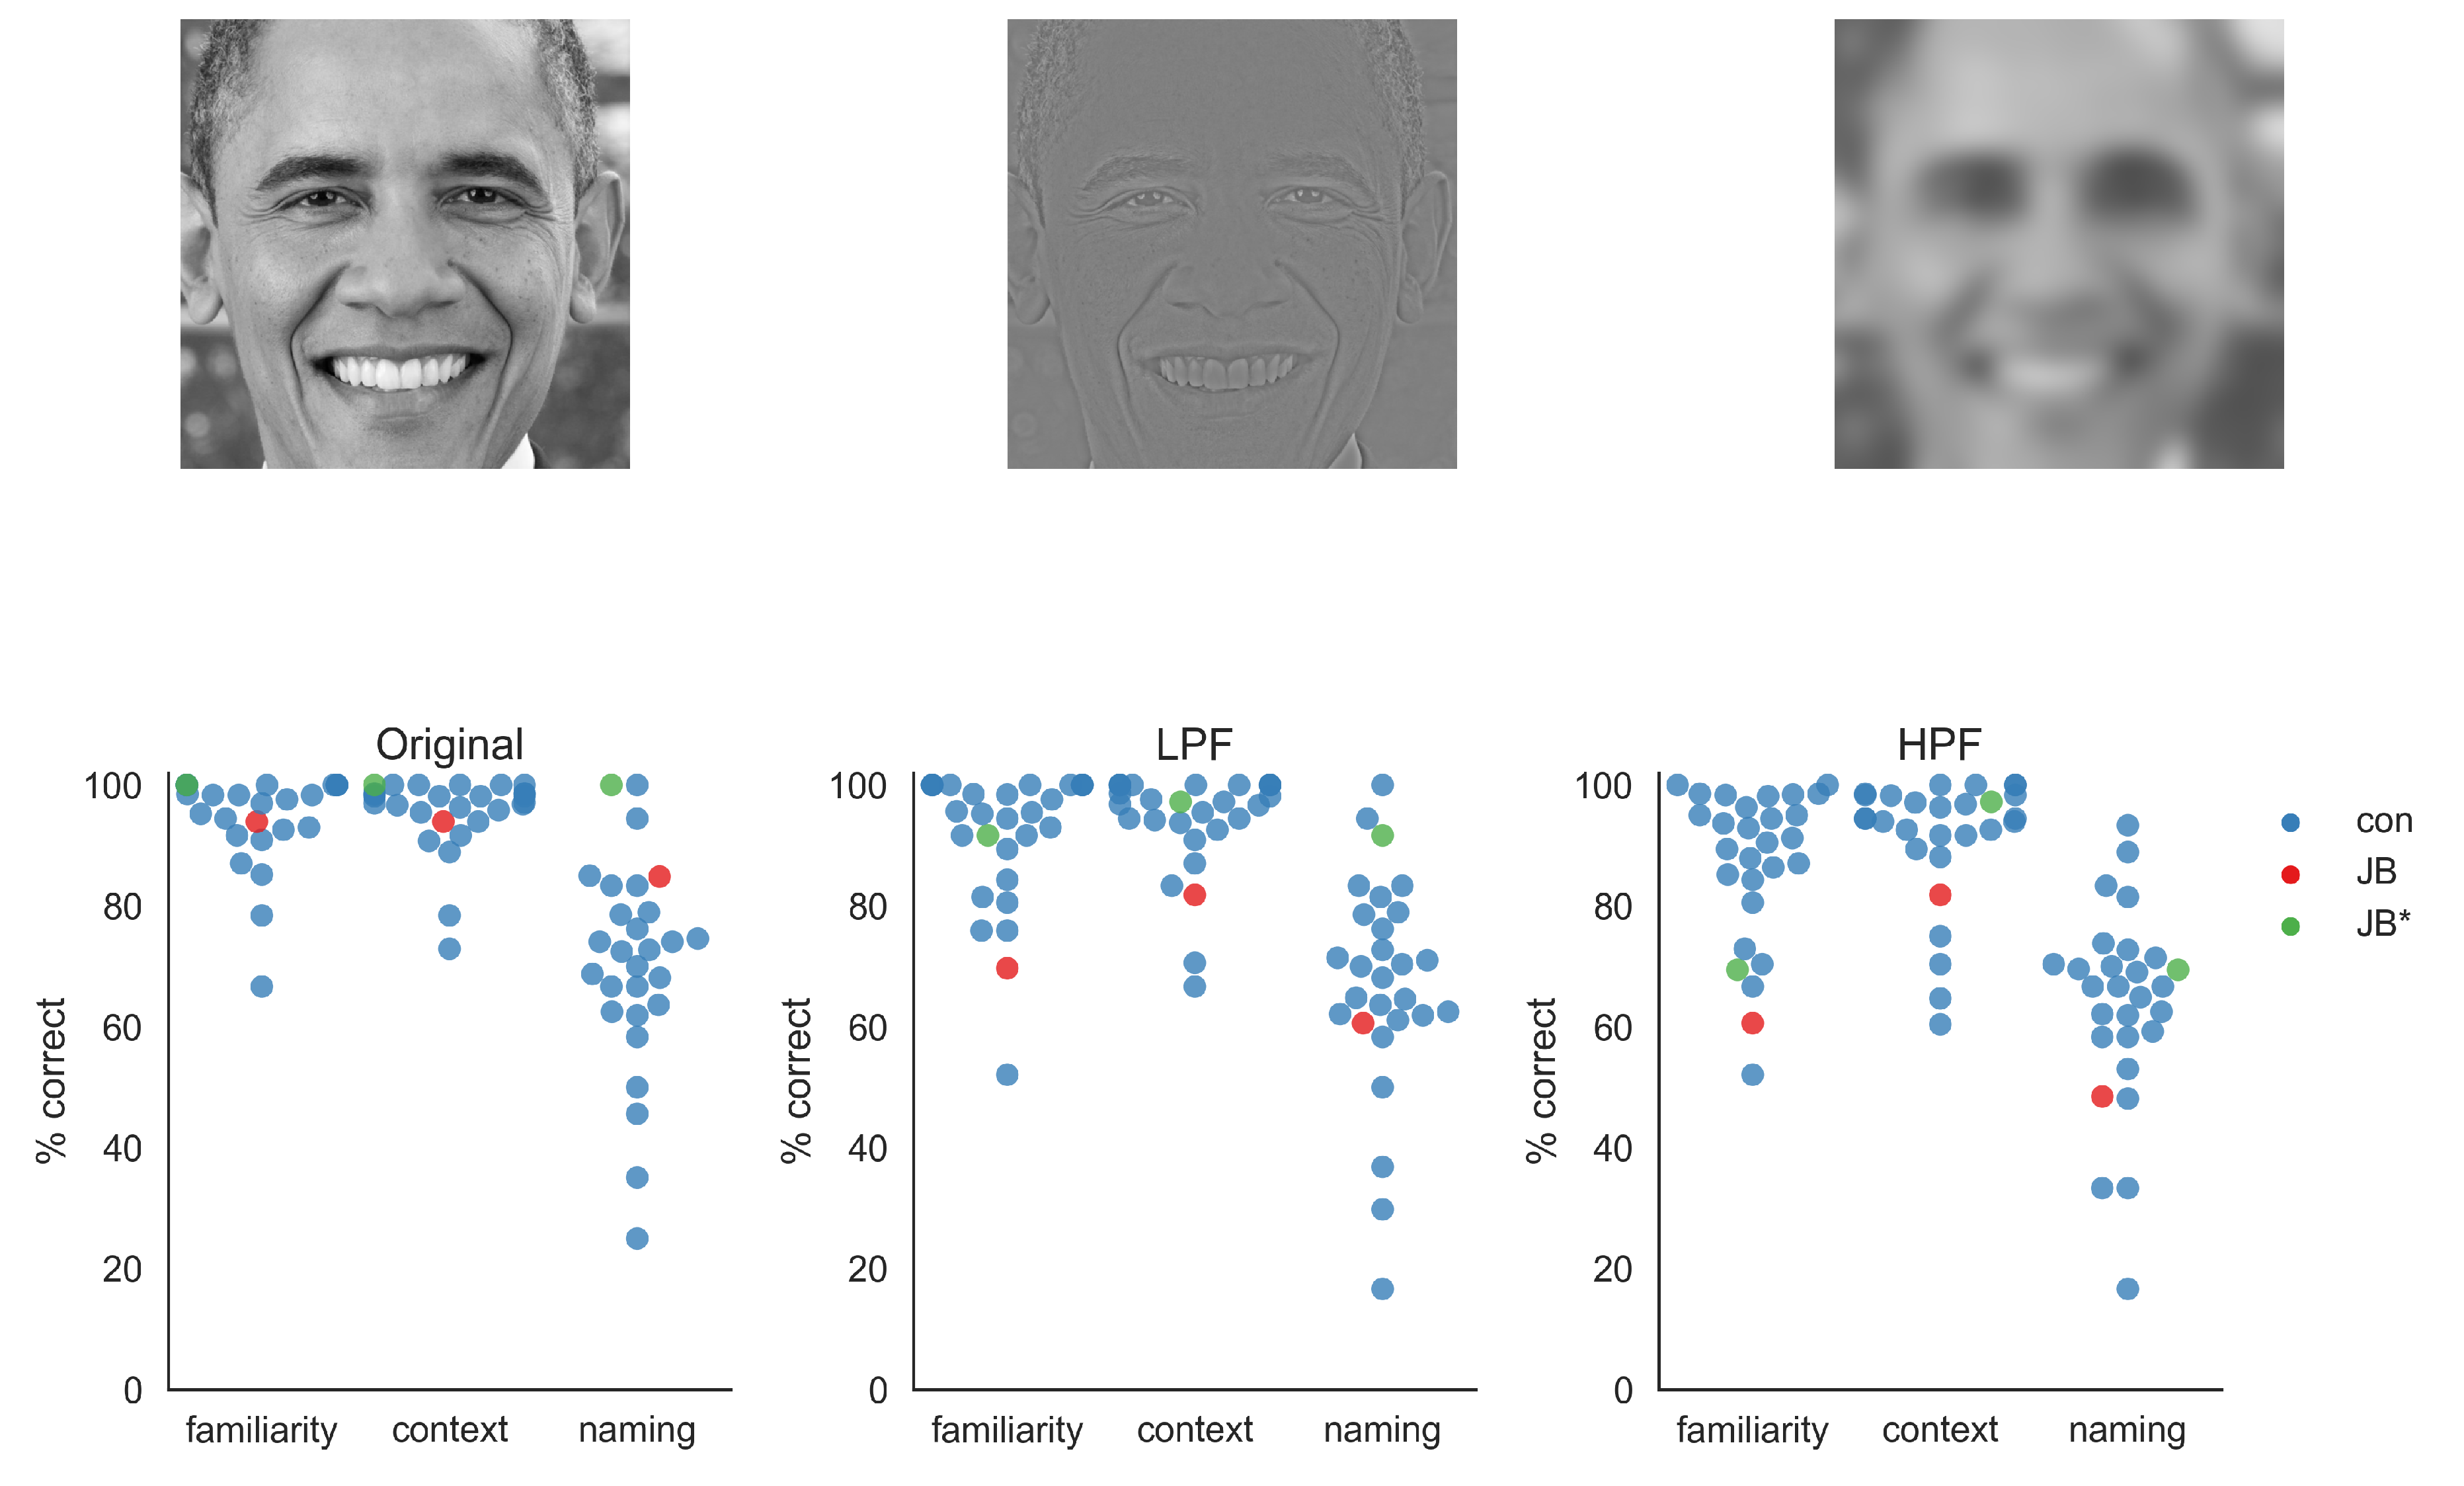 Original
LPF
HPF
100
80
60
40
20
0
% correct
familiarity
context
naming
100
80
60
40
20
0
% correct
familiarity
context
naming
100
80
60
40
20
0
% correct
familiarity
context
naming
con
JB
JB*